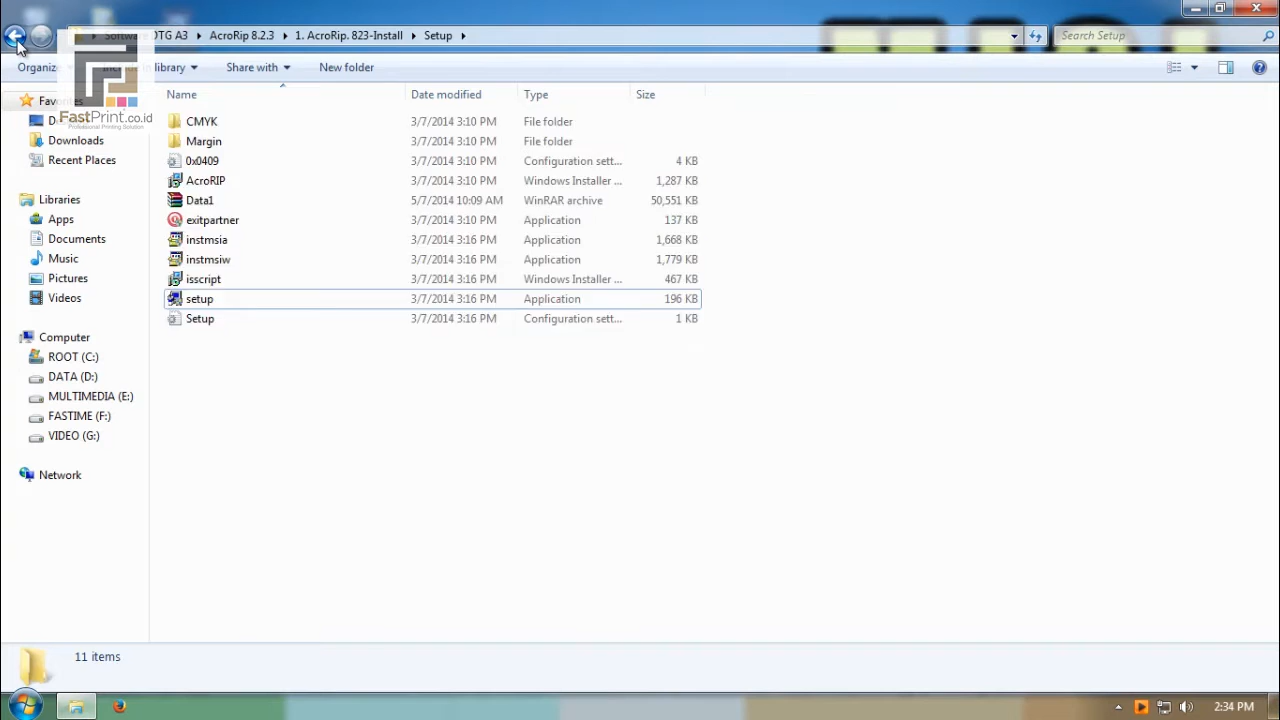 Software DTG A3 AcroRip 8.2.3 1. AcroRip. 823-Install Setup Search Setup
Organize Include in library Share with New folder
FastPrint.co.id
Professional Printing Solution
Name Date modified Type Size
Favorites
Downloads
Recent Places
Libraries
Apps
Documents
Music
Pictures
Videos
Computer
ROOT (C:)
DATA (D:)
MULTIMEDIA (E:)
FASTIME (F:)
VIDEO (G:)
Network
CMYK 3/7/2014 3:10 PM File folder
Margin 3/7/2014 3:10 PM File folder
0x0409 3/7/2014 3:10 PM Configuration sett... 4 KB
AcroRIP 3/7/2014 3:10 PM Windows Installer ... 1,287 KB
Data1 5/7/2014 10:09 AM WinRAR archive 50,551 KB
exitpartner 3/7/2014 3:10 PM Application 137 KB
instmsia 3/7/2014 3:16 PM Application 1,668 KB
instmsiw 3/7/2014 3:16 PM Application 1,779 KB
isscript 3/7/2014 3:16 PM Windows Installer ... 467 KB
setup 3/7/2014 3:16 PM Application 196 KB
Setup 3/7/2014 3:16 PM Configuration sett... 1 KB
11 items
2:34 PM